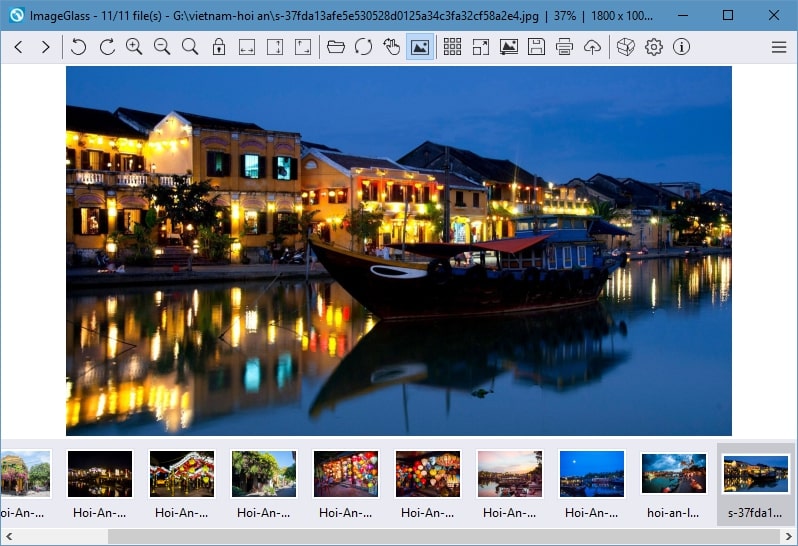 ImageGlass - 11/11 file(s) - G:\vietnam-hoi an\s-37fda13afe5e530528d0125a34c3fa32cf58a2e4.jpg | 37% | 1800 x 100...
oi-An-... Hoi-An-... Hoi-An-... Hoi-An-... Hoi-An-... Hoi-An-... Hoi-An-... Hoi-An-... hoi-an-l... s-37fda1...